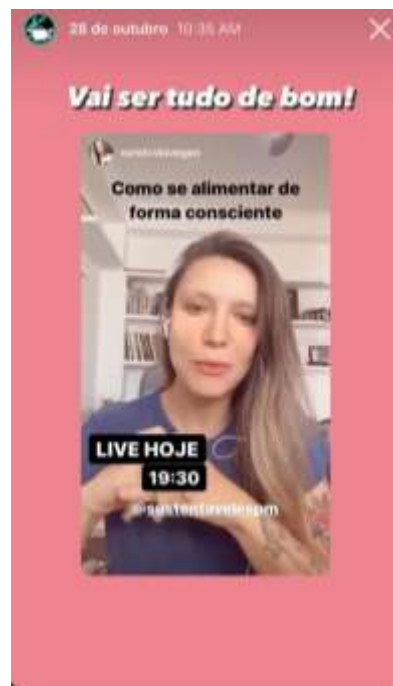 28 de outubro 10:35 AM
Vai ser tudo de bom!
Como se alimentar de
forma consciente
LIVE HOJE
19:30